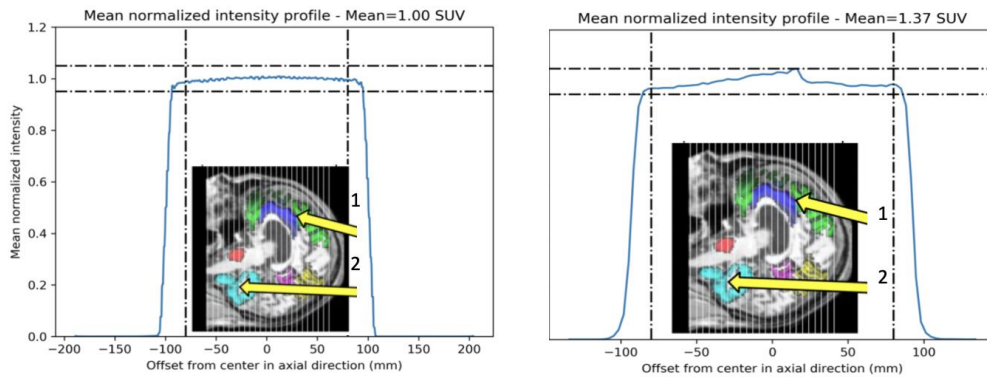 Mean normalized intensity profile - Mean=1.00 SUV
1.2
1.0
0.8
0.6
0.4
0.2
0.0
Mean normalized intensity
1
2
−200 −150 −100 −50 0 50 100 150 200
Offset from center in axial direction (mm)
Mean normalized intensity profile - Mean=1.37 SUV
1
2
−100 −50 0 50 100
Offset from center in axial direction (mm)